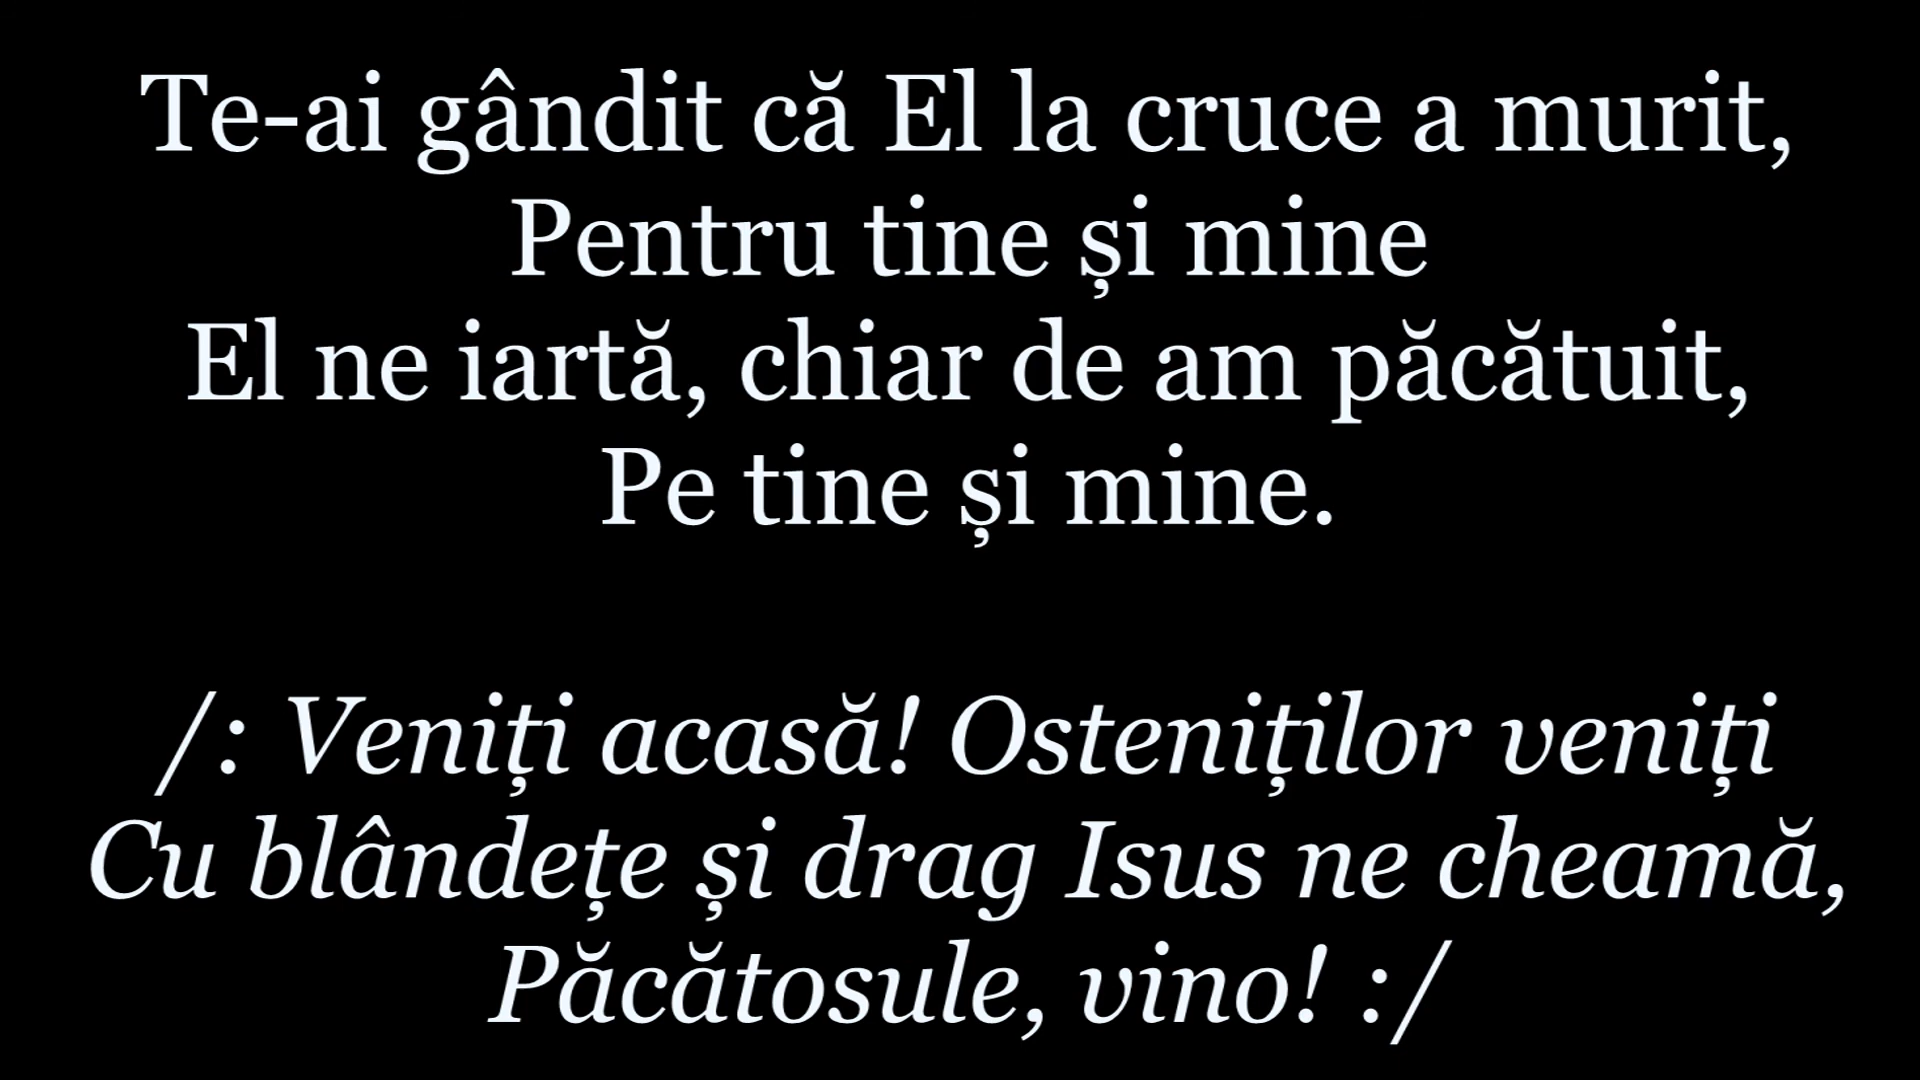 Te-ai gândit că El la cruce a murit,
Pentru tine și mine
El ne iartă, chiar de am păcătuit,
Pe tine și mine.
/: Veniți acasă! Osteniților veniți
Cu blândețe și drag Isus ne cheamă,
Păcătosule, vino! :/